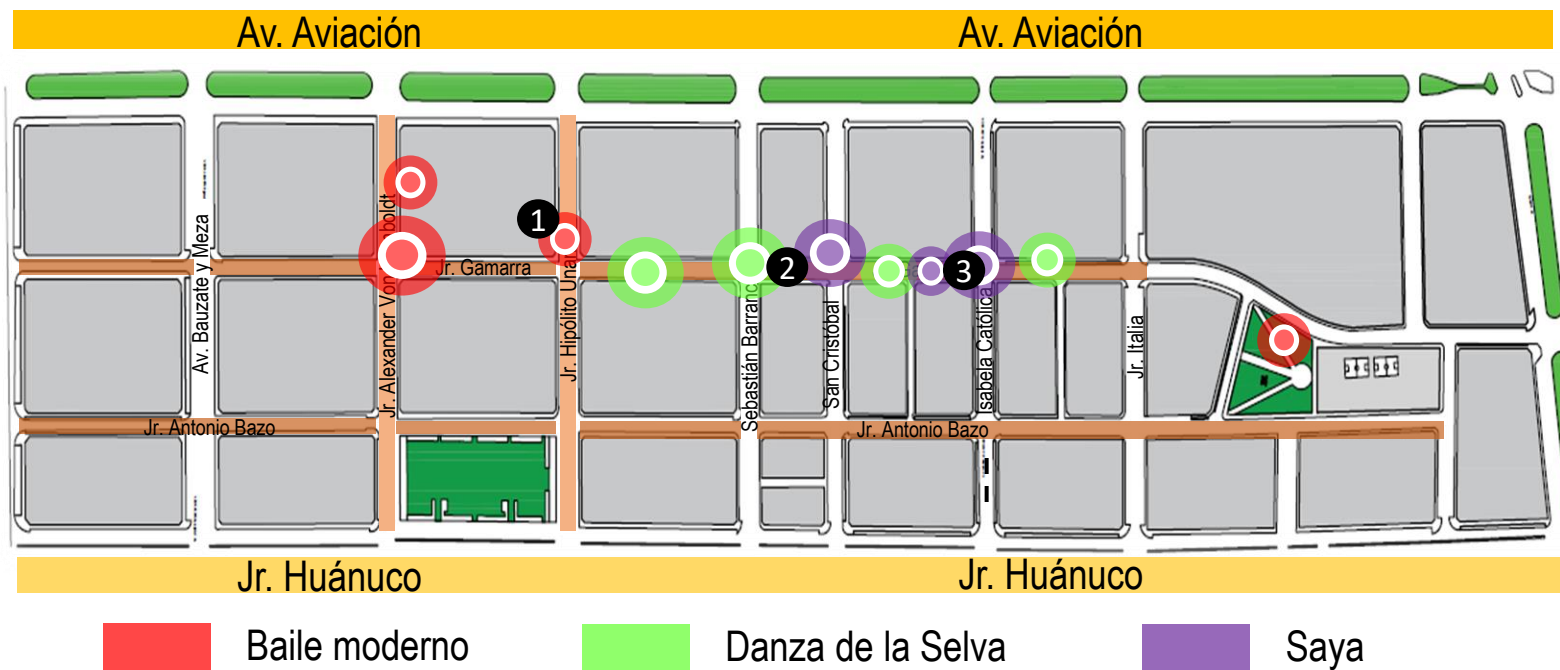 Av. Aviación
Av. Aviación
Av. Bauzate y Meza
Jr. Alexander Von
boldt
1
Jr. Gamarra
Jr. Hipólito Unan
Sebastián Barranc
2
San Cristóbal
3
Isabela Católica
Jr. Italia
Jr. Antonio Bazo
Jr. Antonio Bazo
Jr. Huánuco
Jr. Huánuco
Baile moderno
Danza de la Selva
Saya